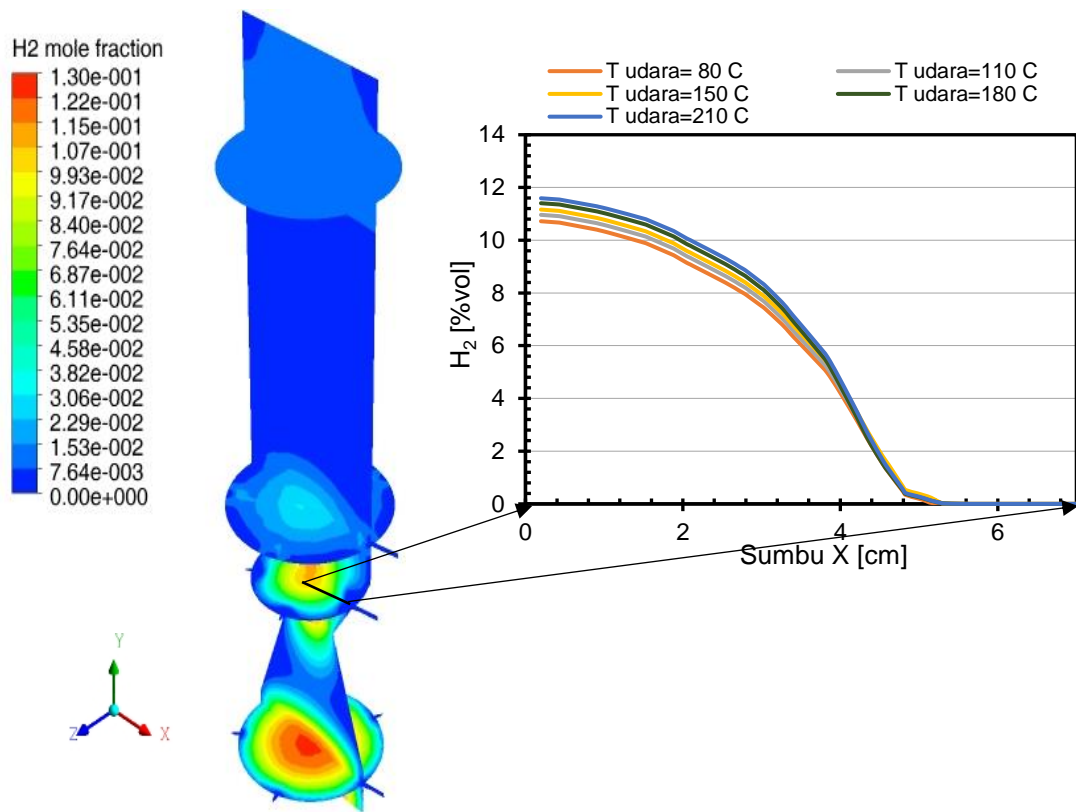 H2 mole fraction
1.30e-001
1.22e-001
1.15e-001
1.07e-001
9.93e-002
9.17e-002
8.40e-002
7.64e-002
6.87e-002
6.11e-002
5.35e-002
4.58e-002
3.82e-002
3.06e-002
2.29e-002
1.53e-002
7.64e-003
0.00e+000
T udara= 80 C
T udara=110 C
T udara=150 C
T udara=180 C
T udara=210 C
14
12
10
8
6
4
2
0
H₂ [%vol]
0 2 4 6
Sumbu X [cm]
Y
Z
X